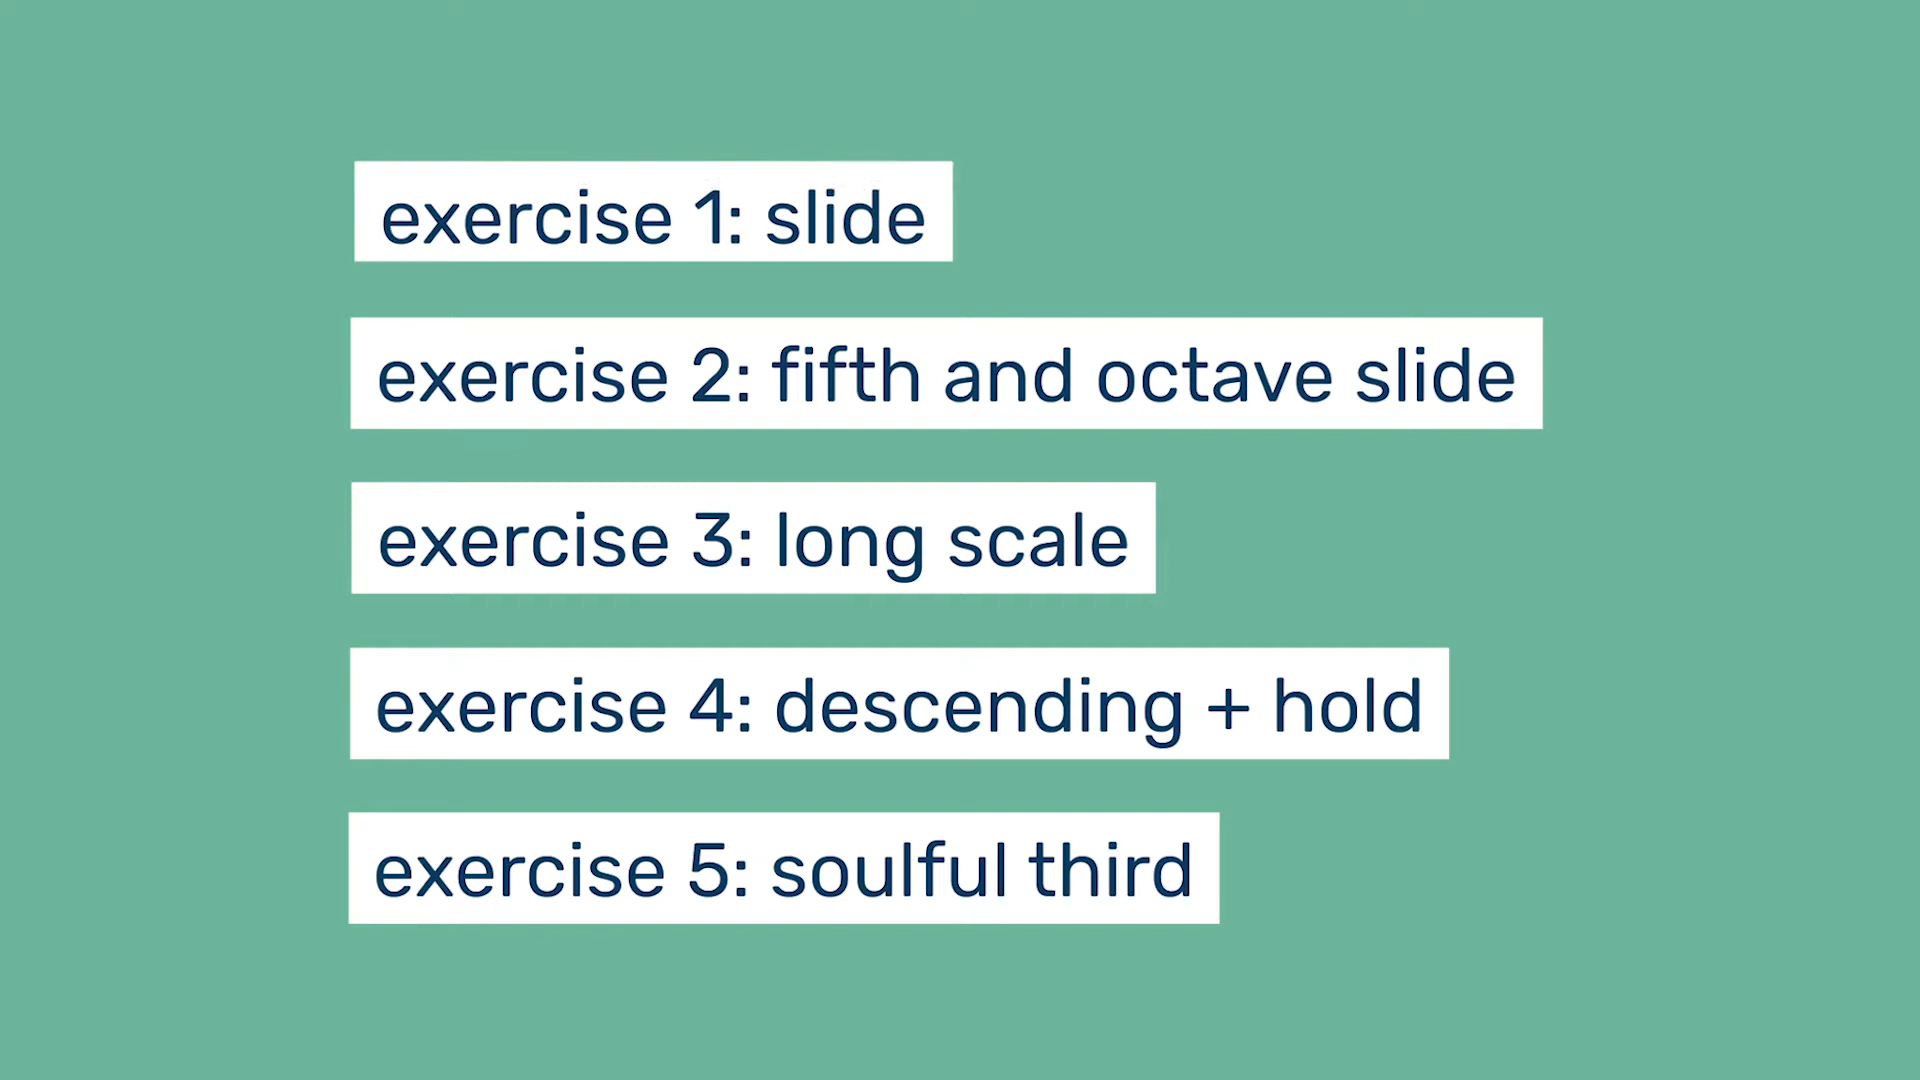 exercise 1: slide
exercise 2: fifth and octave slide
exercise 3: long scale
exercise 4: descending + hold
exercise 5: soulful third